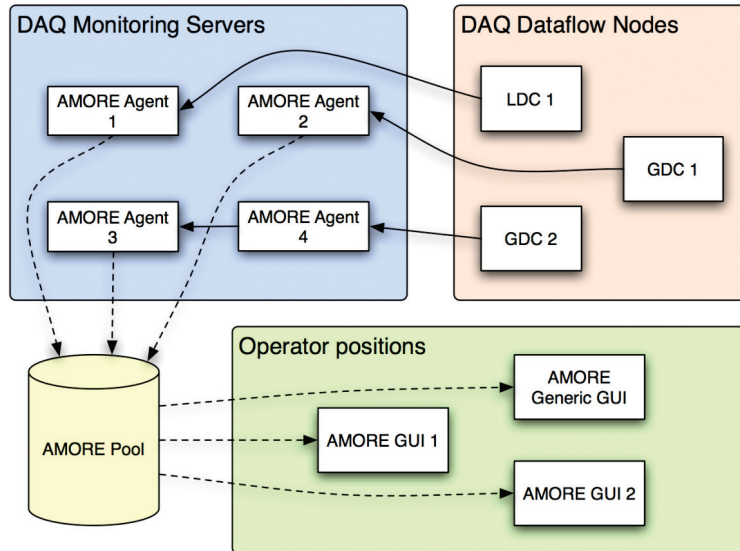 DAQ Monitoring Servers
DAQ Dataflow Nodes
AMORE Agent
1
AMORE Agent
2
LDC 1
GDC 1
AMORE Agent
3
AMORE Agent
4
GDC 2
Operator positions
AMORE
Generic GUI
AMORE Pool
AMORE GUI 1
AMORE GUI 2